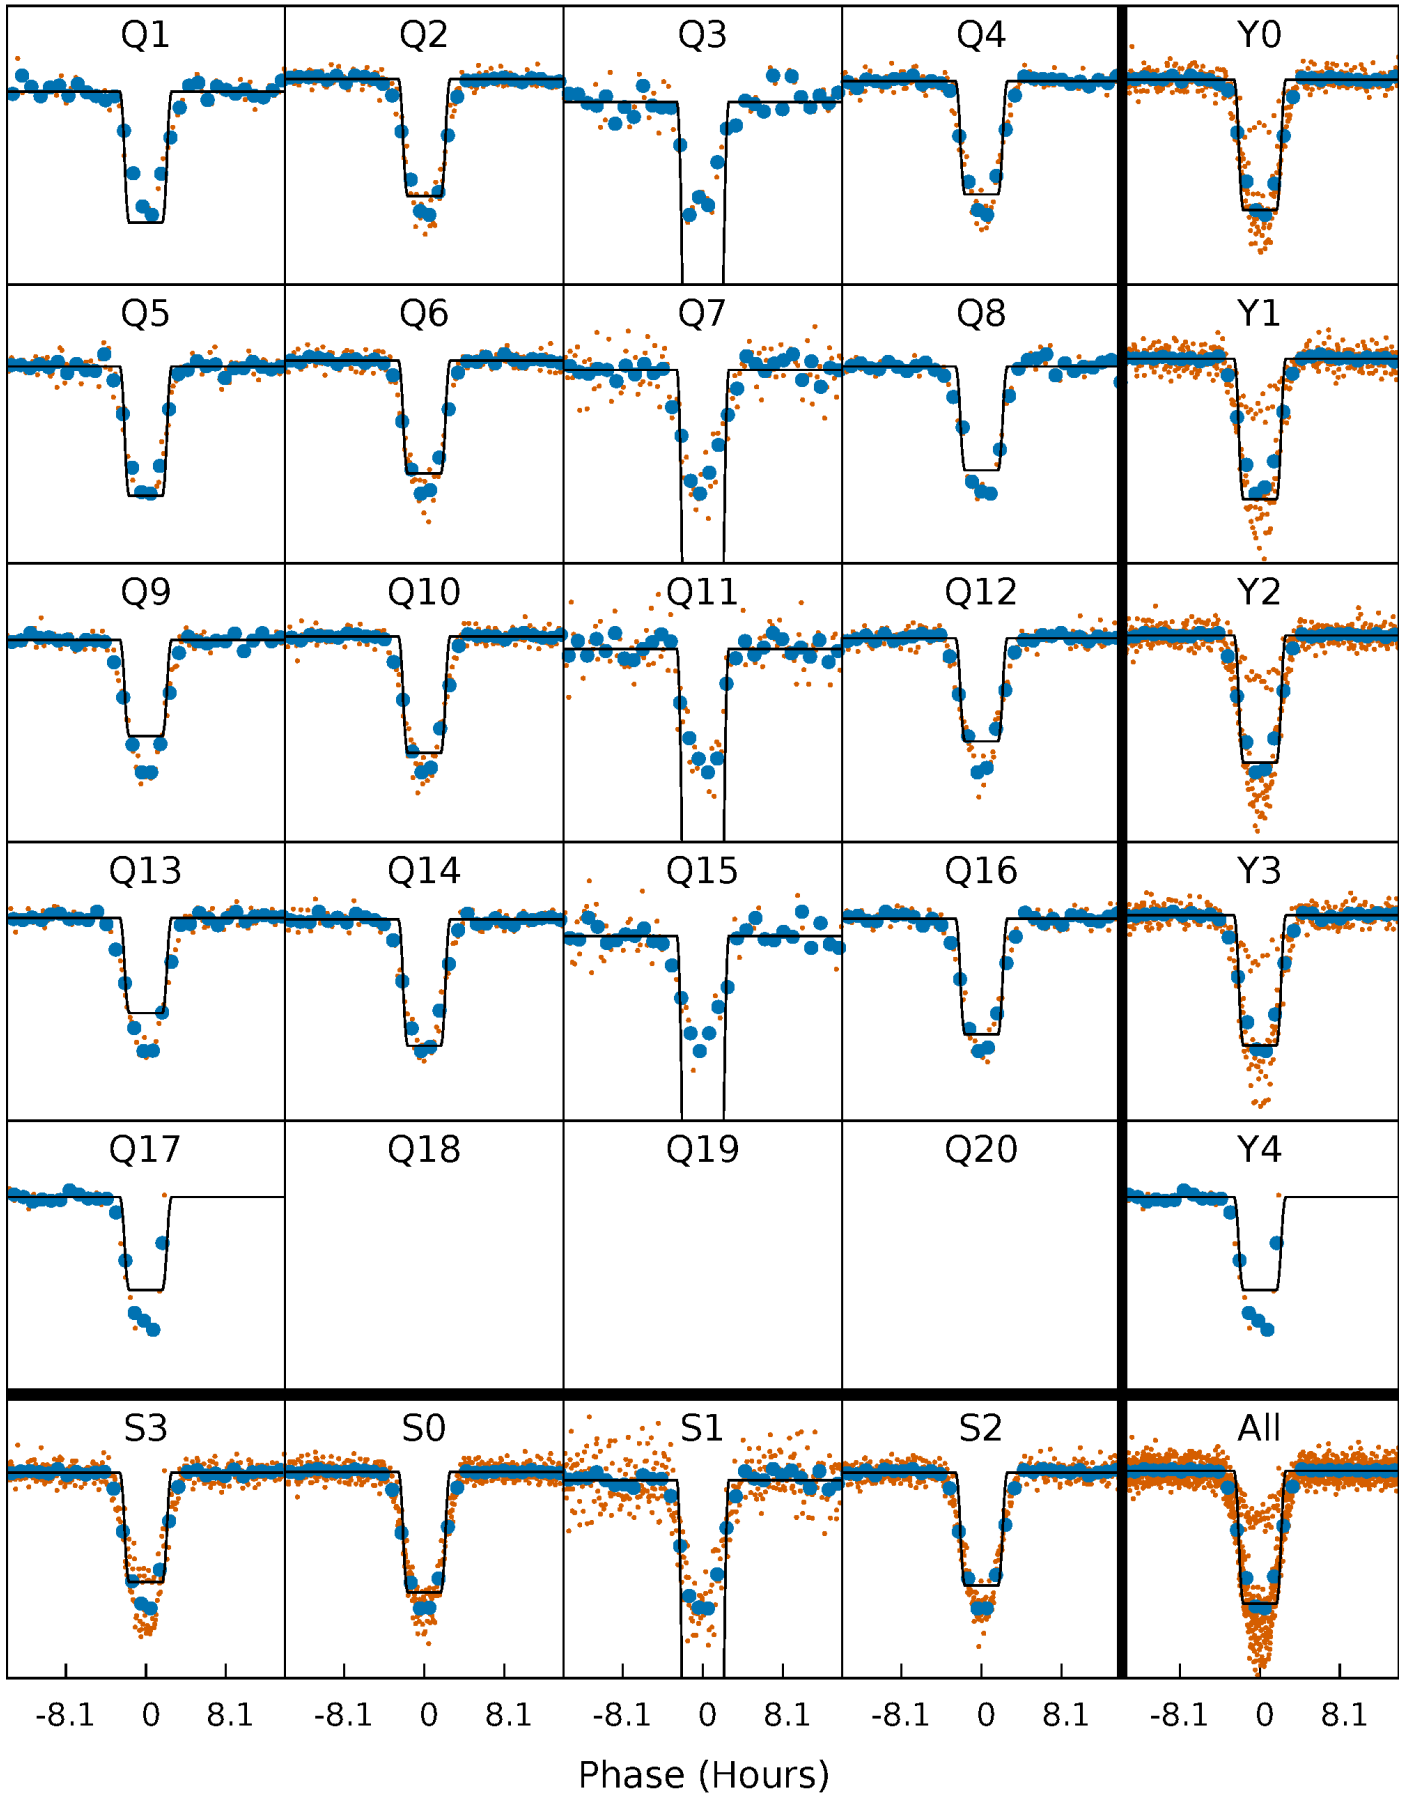 Q1 Q2 Q3 Q4 Y0
Q5 Q6 Q7 Q8 Y1
Q9 Q10 Q11 Q12 Y2
Q13 Q14 Q15 Q16 Y3
Q17 Q18 Q19 Q20 Y4
S3 S0 S1 S2 All
-8.1 0 8.1 -8.1 0 8.1 -8.1 0 8.1 -8.1 0 8.1 -8.1 0 8.1
Phase (Hours)